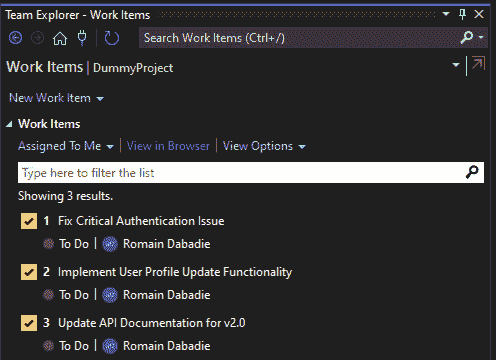 Team Explorer - Work Items
Search Work Items (Ctrl+/)
Work Items | DummyProject
New Work Item
Work Items
Assigned To Me | View in Browser | View Options
Type here to filter the list
Showing 3 results.
1 Fix Critical Authentication Issue
To Do | Romain Dabadie
2 Implement User Profile Update Functionality
To Do | Romain Dabadie
3 Update API Documentation for v2.0
To Do | Romain Dabadie